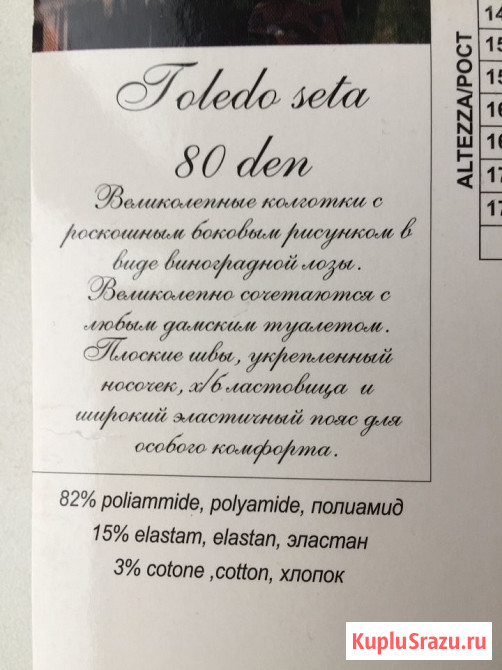 Toledo seta
80 den
Великолепные колготки с
роскошным боковым рисунком в
виде виноградной лозы.
Великолепно сочетаются с
любым дамским туалетом.
Плоские швы, укрепленный
носочек, х/б ластовица и
широкий эластичный пояс для
особого комфорта.
82% poliammide, polyamide, полиамид
15% elastam, elastan, эластан
3% cotone ,cotton, хлопок
ALTEZZA/РОСТ
KupluSrazu.ru